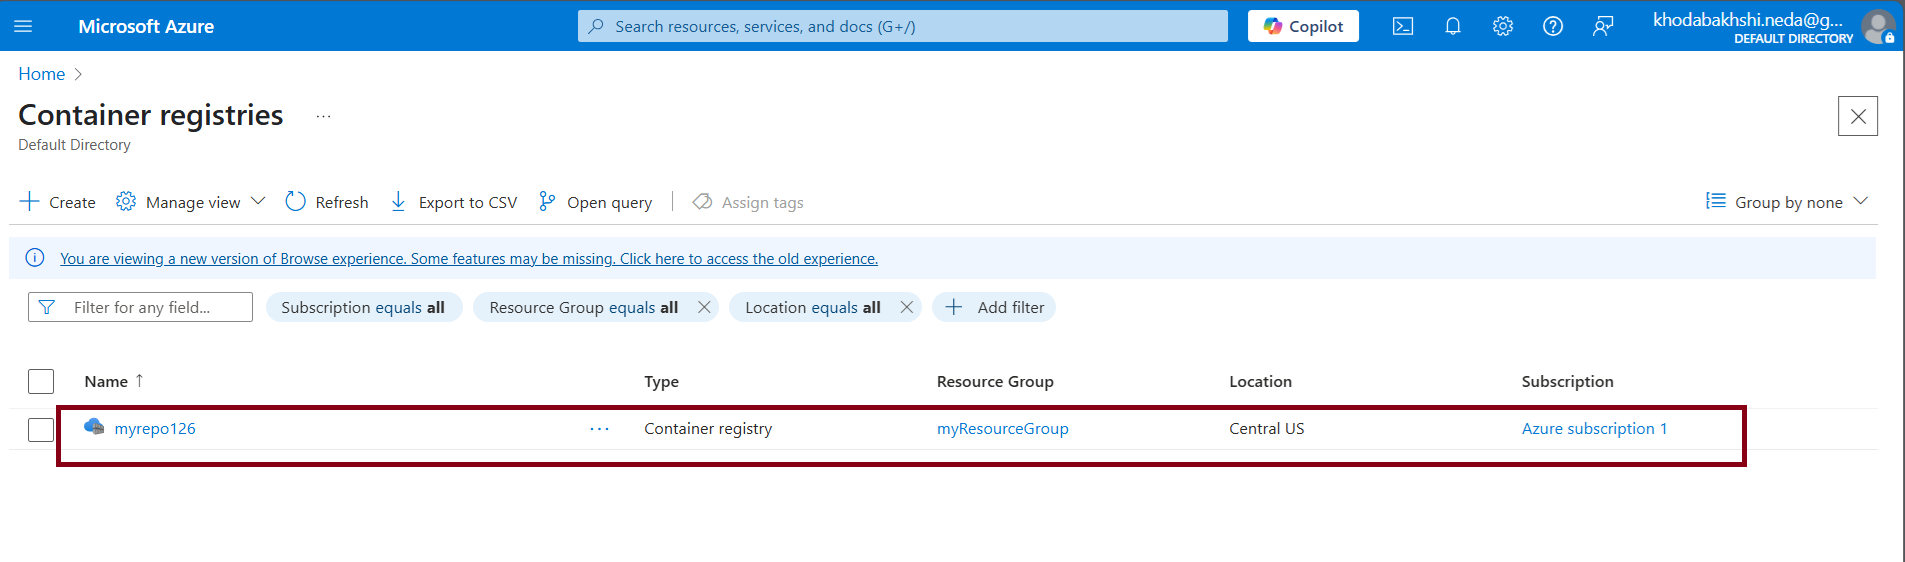 Microsoft Azure
Search resources, services, and docs (G+/)
Copilot
khodabakhshi.neda@g...
DEFAULT DIRECTORY
Home
Container registries
...
Default Directory
Create
Manage view
Refresh
Export to CSV
Open query
Assign tags
Group by none
You are viewing a new version of Browse experience. Some features may be missing. Click here to access the old experience.
Filter for any field...
Subscription equals all
Resource Group equals all
Location equals all
Add filter
Name ↑
Type
Resource Group
Location
Subscription
myrepo126
...
Container registry
myResourceGroup
Central US
Azure subscription 1